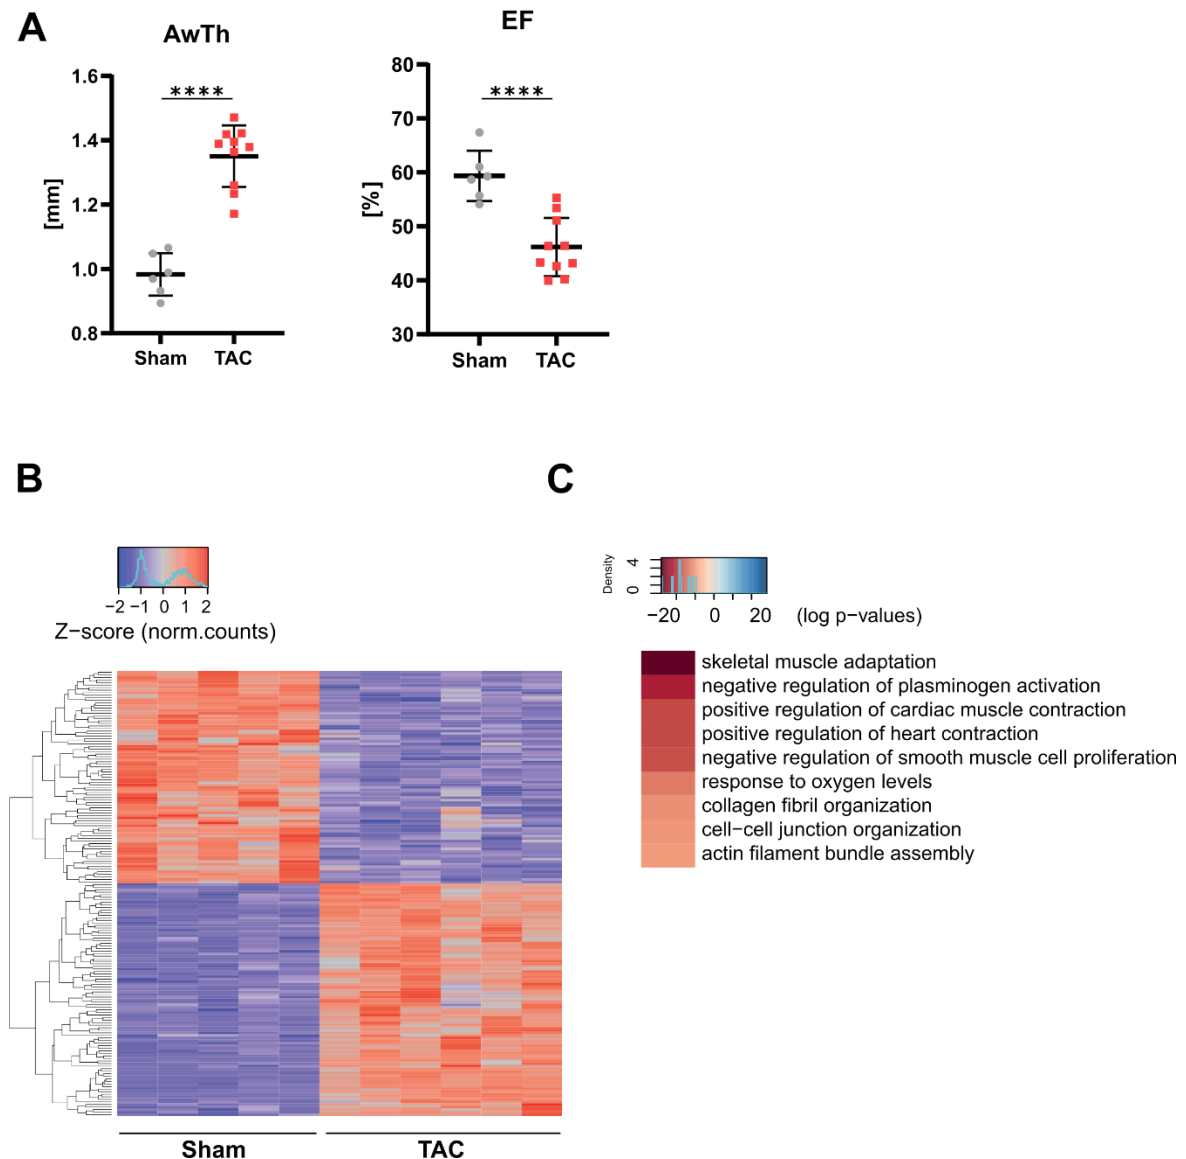 A
AwTh
EF
****
****
[mm]
1.6
1.4
1.2
1.0
0.8
Sham TAC
[%]
80
70
60
50
40
30
Sham TAC
B
C
−2 −1 0 1 2
Z−score (norm.counts)
Density
0 4
−20 0 20 (log p-values)
skeletal muscle adaptation
negative regulation of plasminogen activation
positive regulation of cardiac muscle contraction
positive regulation of heart contraction
negative regulation of smooth muscle cell proliferation
response to oxygen levels
collagen fibril organization
cell−cell junction organization
actin filament bundle assembly
Sham TAC